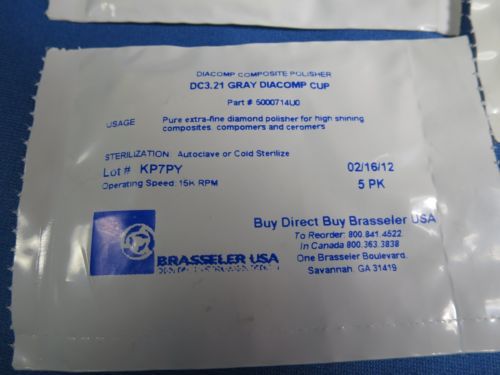 DIACOMP COMPOSITE POLISHER
DC3.21 GRAY DIACOMP CUP
Part # 5000714U0
USAGE Pure extra-fine diamond polisher for high shining
composites, compomers and ceromers
STERILIZATION: Autoclave or Cold Sterilize
Lot # KP7PY 02/16/12
Operating Speed: 15K RPM 5 PK
Buy Direct Buy Brasseler USA
To Reorder: 800.841.4522
In Canada 800.363.3838
One Brasseler Boulevard
Savannah, GA 31419
BRASSELER USA